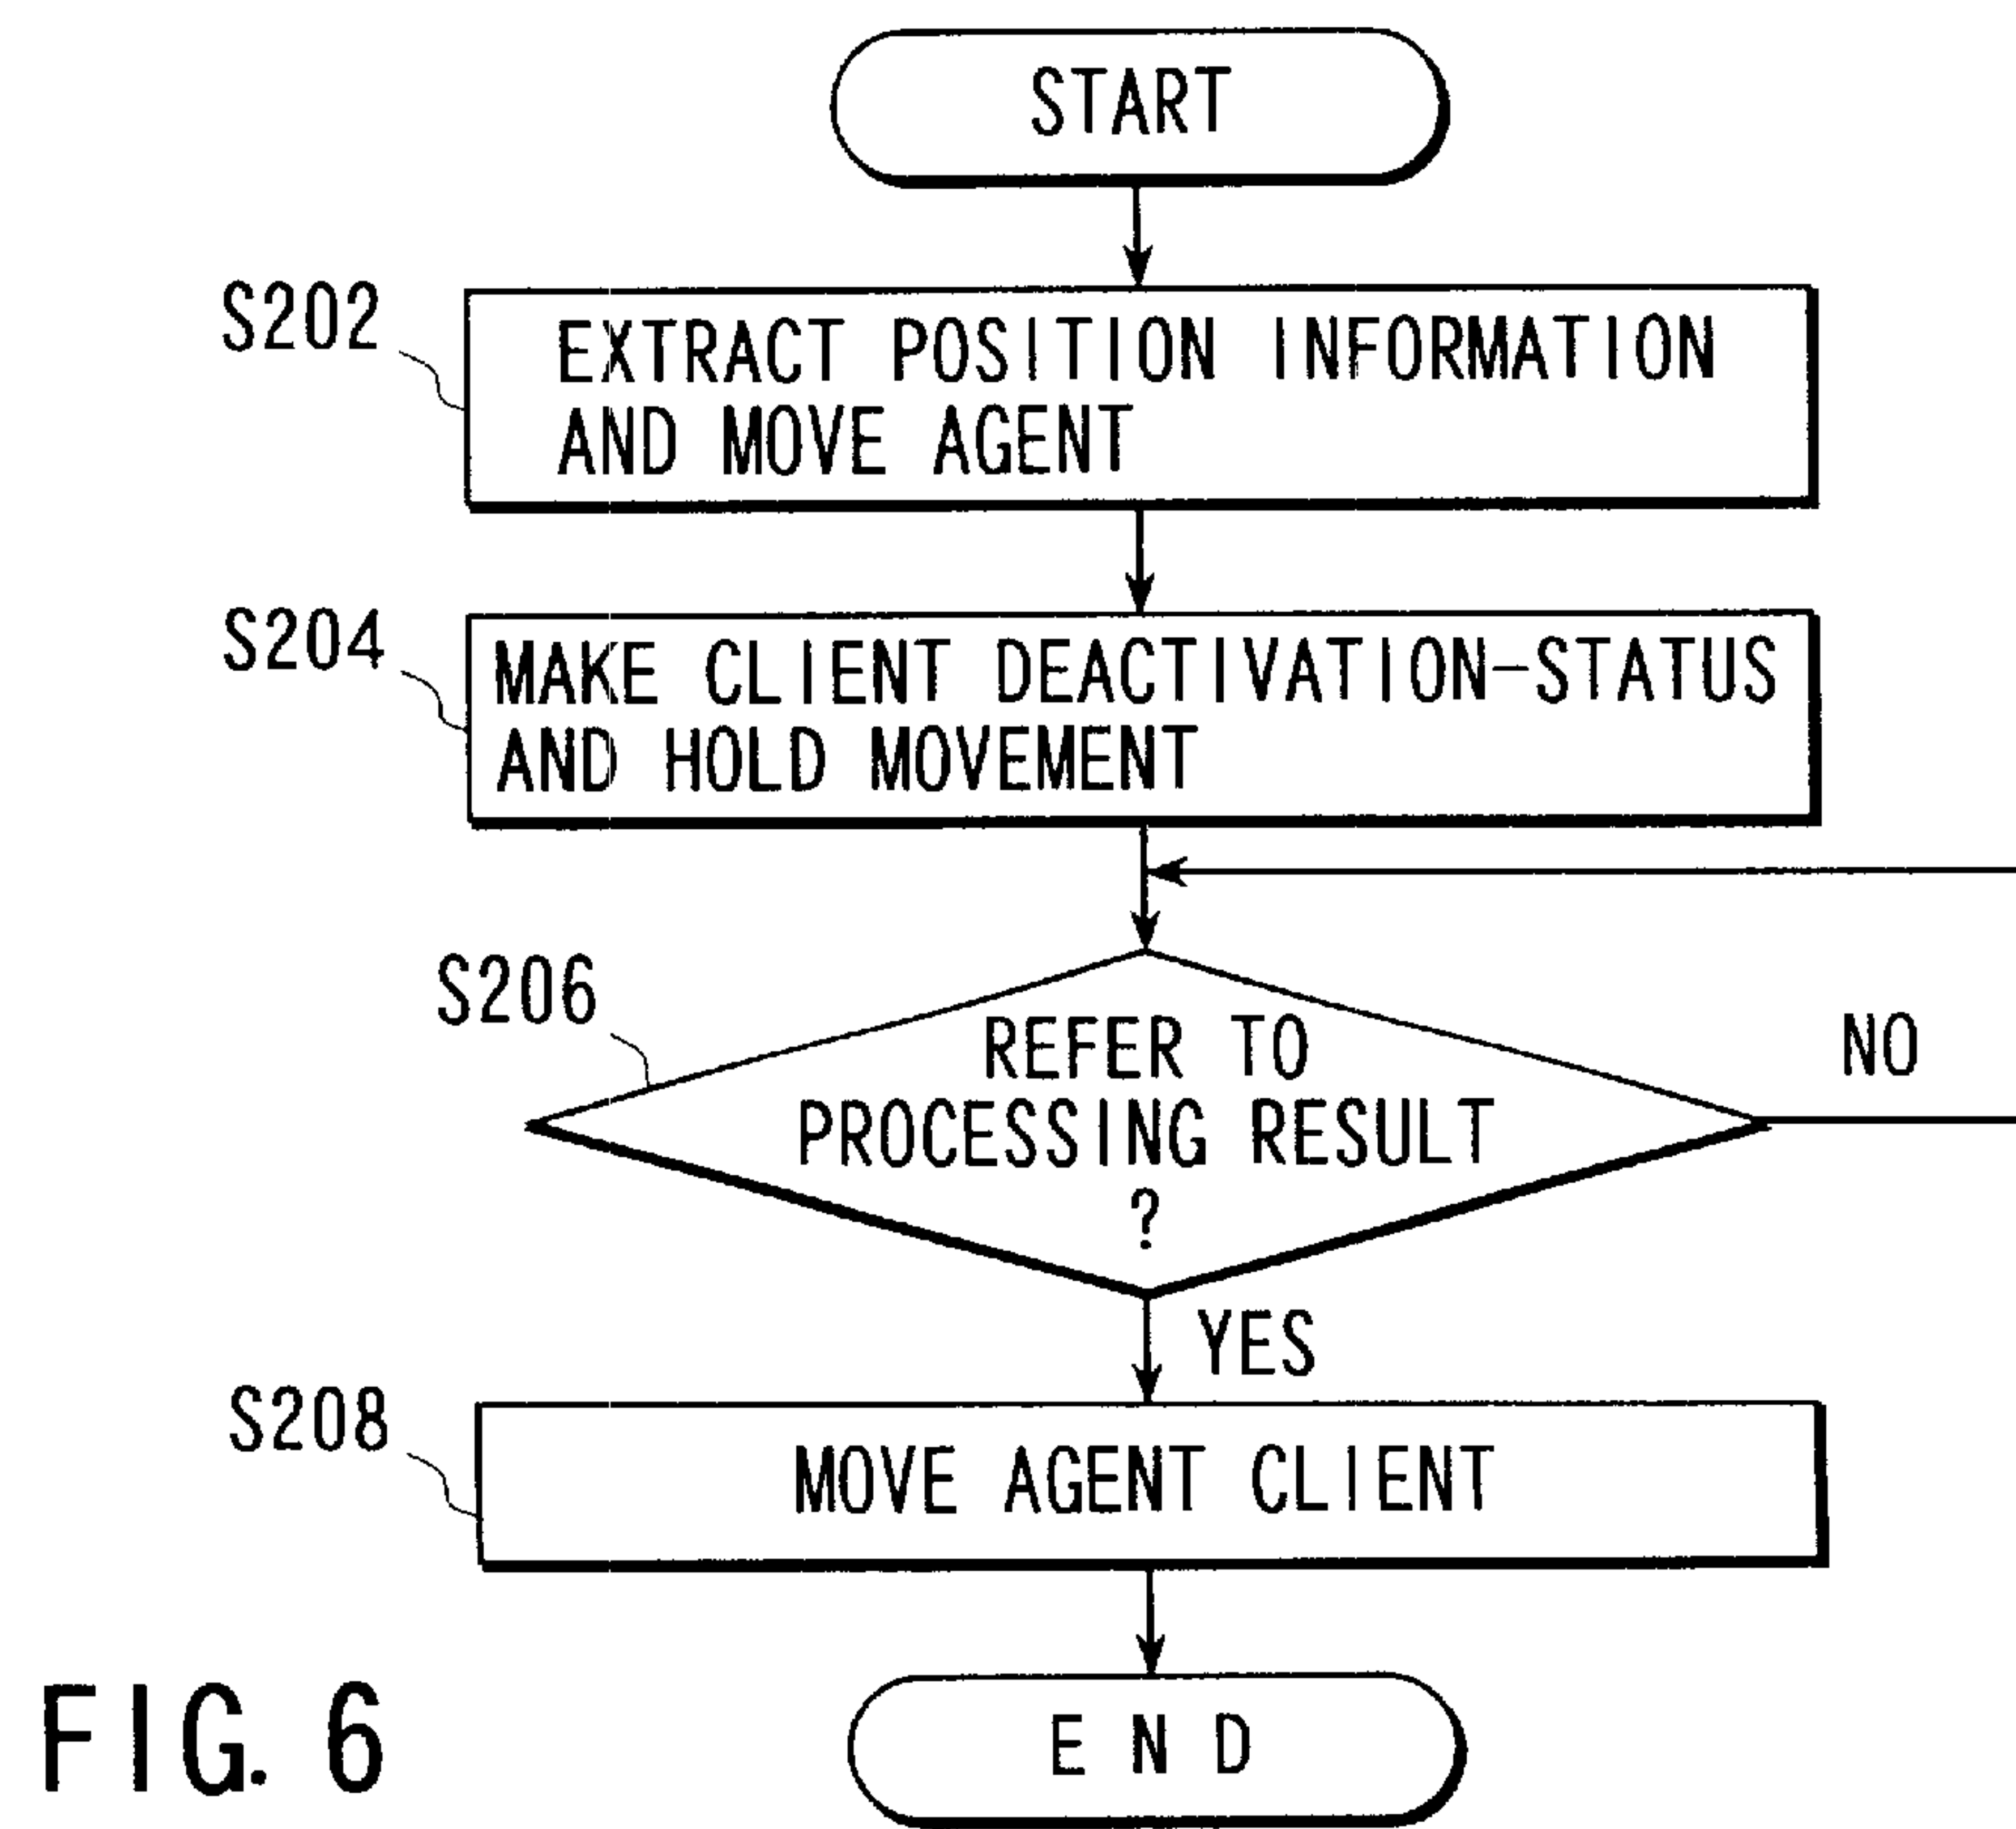 START
S202
EXTRACT POSITION INFORMATION
AND MOVE AGENT
S204
MAKE CLIENT DEACTIVATION-STATUS
AND HOLD MOVEMENT
S206
REFER TO
PROCESSING RESULT
?
NO
YES
S208
MOVE AGENT CLIENT
END
FIG. 6